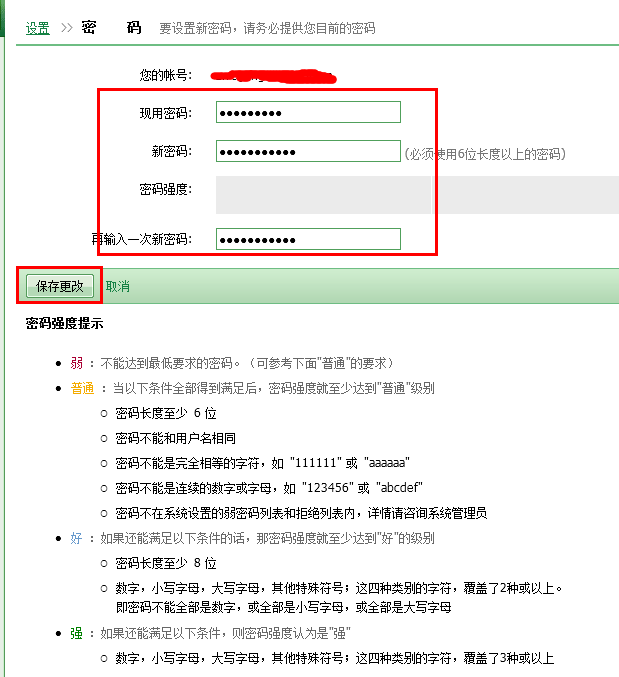 设置 >> 密 码 要设置新密码，请务必提供您目前的密码
您的帐号:
现用密码: ●●●●●●●●●
新密码: ●●●●●●●●●●● (必须使用6位长度以上的密码)
密码强度:
再输入一次新密码: ●●●●●●●●●●●
保存更改 取消
密码强度提示
• 弱 : 不能达到最低要求的密码。（可参考下面"普通"的要求）
• 普通 : 当以下条件全部得到满足后，密码强度就至少达到"普通"级别
○ 密码长度至少 6 位
○ 密码不能和用户名相同
○ 密码不能是完全相等的字符，如 "111111" 或 "aaaaaa"
○ 密码不能是连续的数字或字母，如 "123456" 或 "abcdef"
○ 密码不在系统设置的弱密码列表和拒绝列表内，详情请咨询系统管理员
• 好 : 如果还能满足以下条件的话，那密码强度就至少达到"好"的级别
○ 密码长度至少 8 位
○ 数字，小写字母，大写字母，其他特殊符号；这四种类别的字符，覆盖了2种或以上。
即密码不能全部是数字，或全部是小写字母，或全部是大写字母
• 强 : 如果还能满足以下条件，则密码强度认为是"强"
○ 数字，小写字母，大写字母，其他特殊符号；这四种类别的字符，覆盖了3种或以上